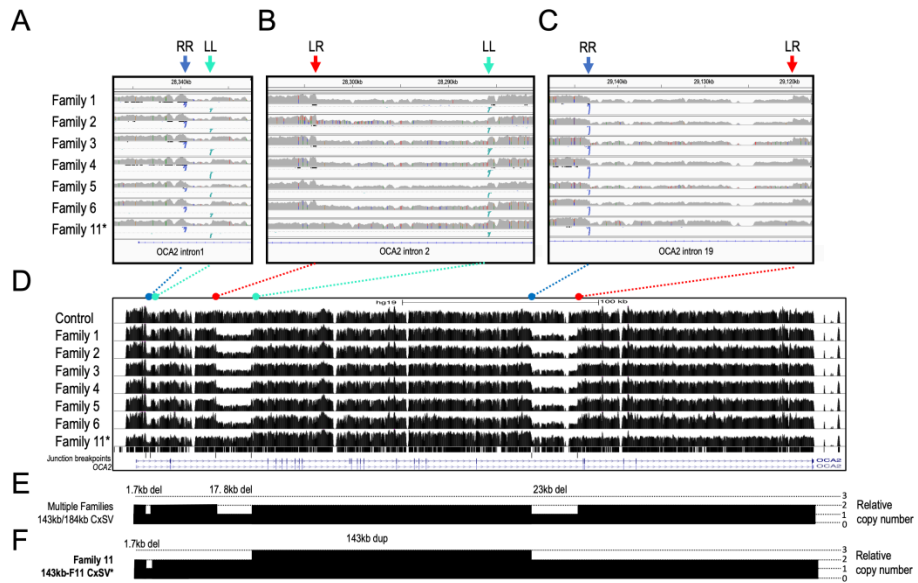 A
B
C
RR
LL
LR
LL
RR
LR
28,340kb
28,300kb
28,290kb
28,140kb
28,130kb
28,120kb
Family 1
Family 2
Family 3
Family 4
Family 5
Family 6
Family 11*
OCA2 intron1
OCA2 intron 2
OCA2 intron 19
D
hg19
100 kb
Control
Family 1
Family 2
Family 3
Family 4
Family 5
Family 6
Family 11*
Junction breakpoints
OCA2
OCA2
OCA2
E
1.7kb del
17. 8kb del
23kb del
Multiple Families
143kb/184kb CxSV
3
2
1
0
Relative
copy number
F
1.7kb del
143kb dup
Family 11
143kb-F11 CxSV*
3
2
1
0
Relative
copy number